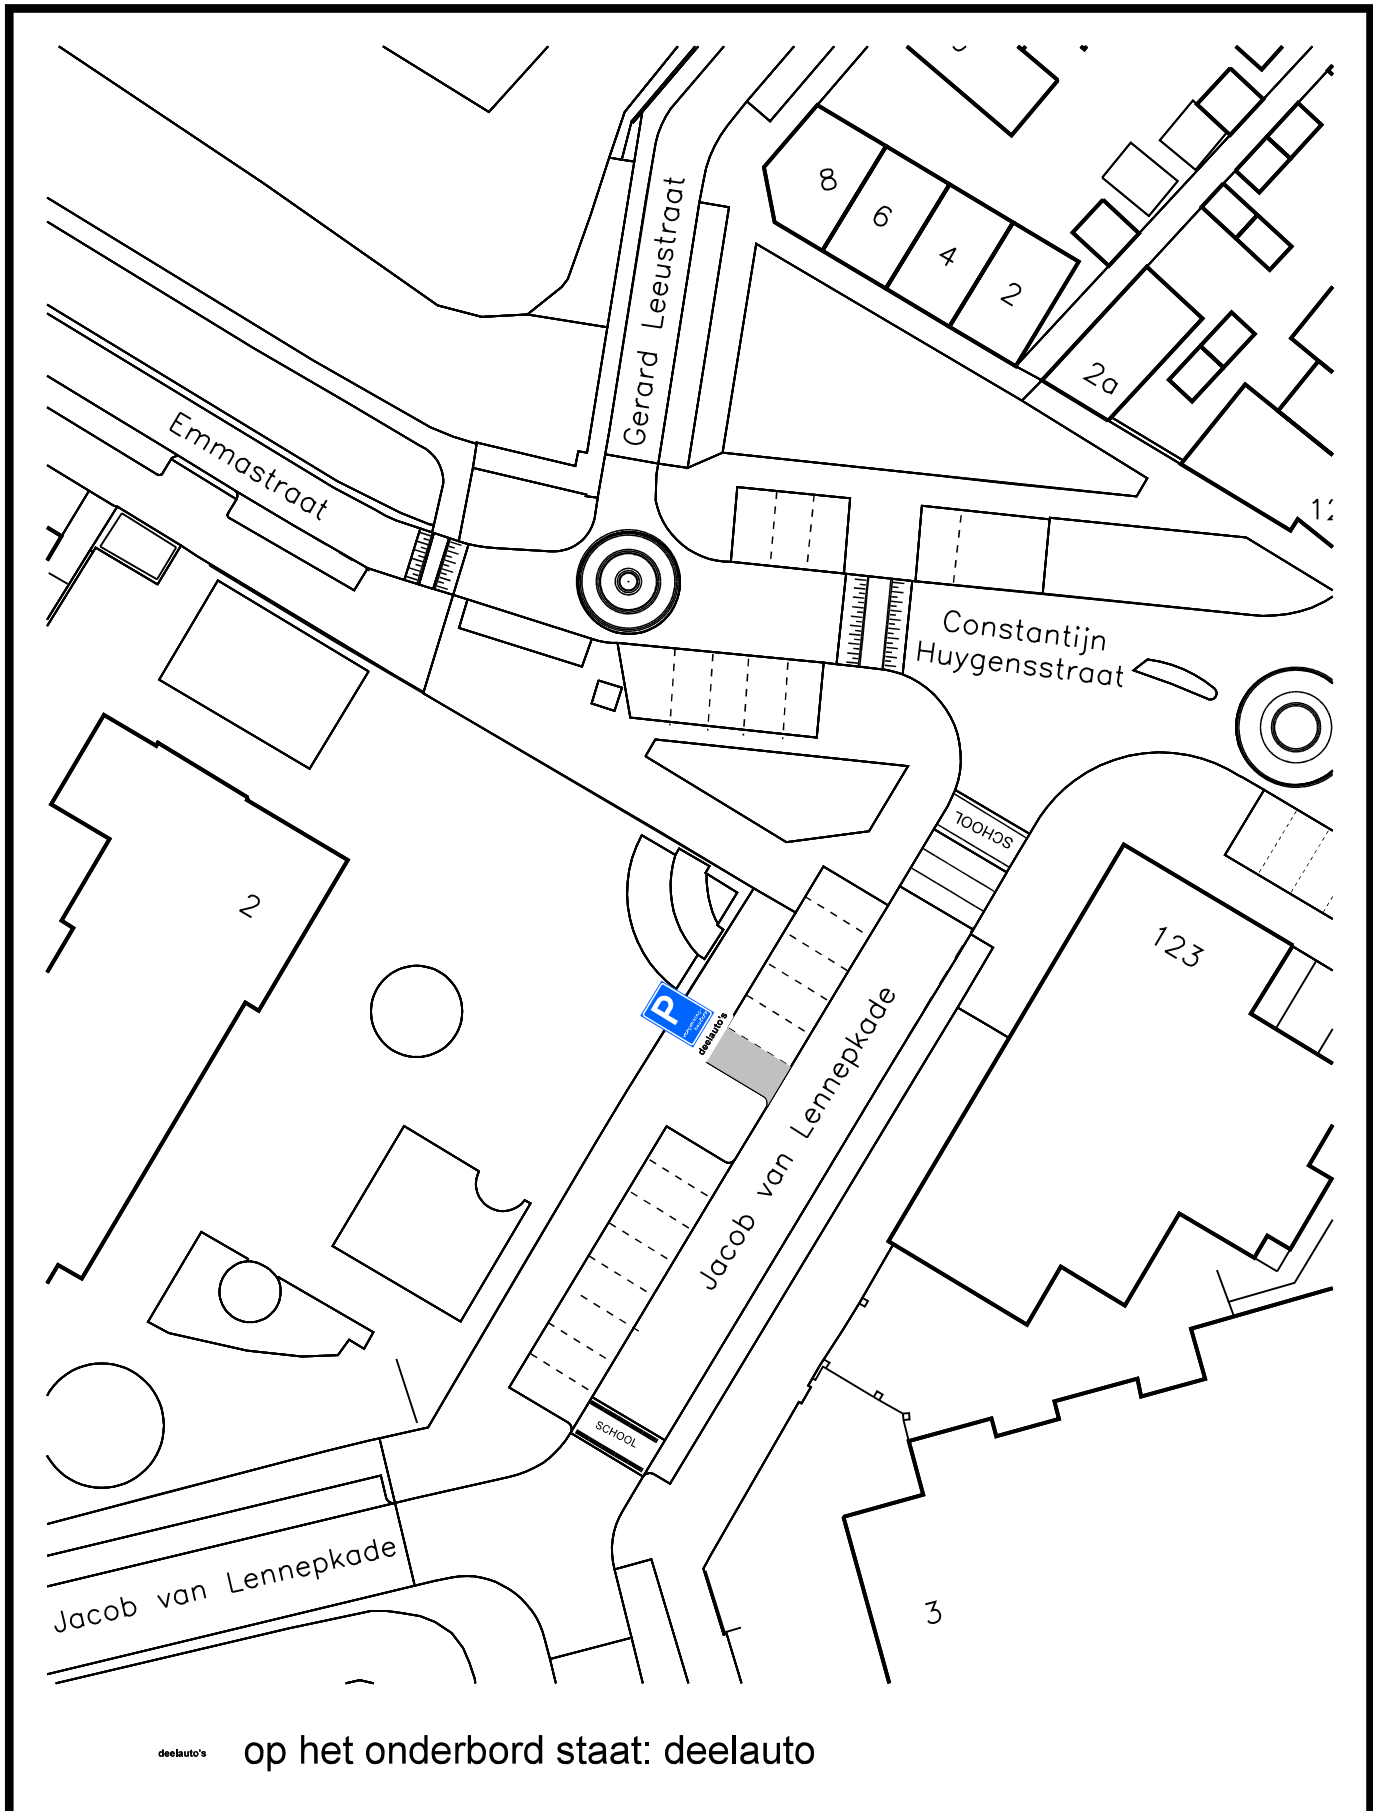 8
6
4
2
2a
Gerard Leeustraat
Emmastraat
Constantijn
Huygensstraat
SCHOOL
2
123
P
deelauto's
Jacob van Lennepkade
SCHOOL
Jacob van Lennepkade
3
deelauto's op het onderbord staat: deelauto